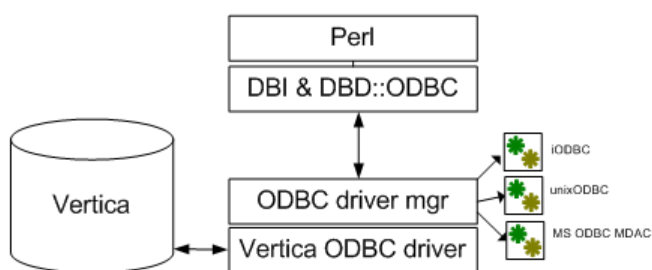 Perl
DBI & DBD::ODBC
Vertica
ODBC driver mgr
Vertica ODBC driver
iODBC
unixODBC
MS ODBC MDAC